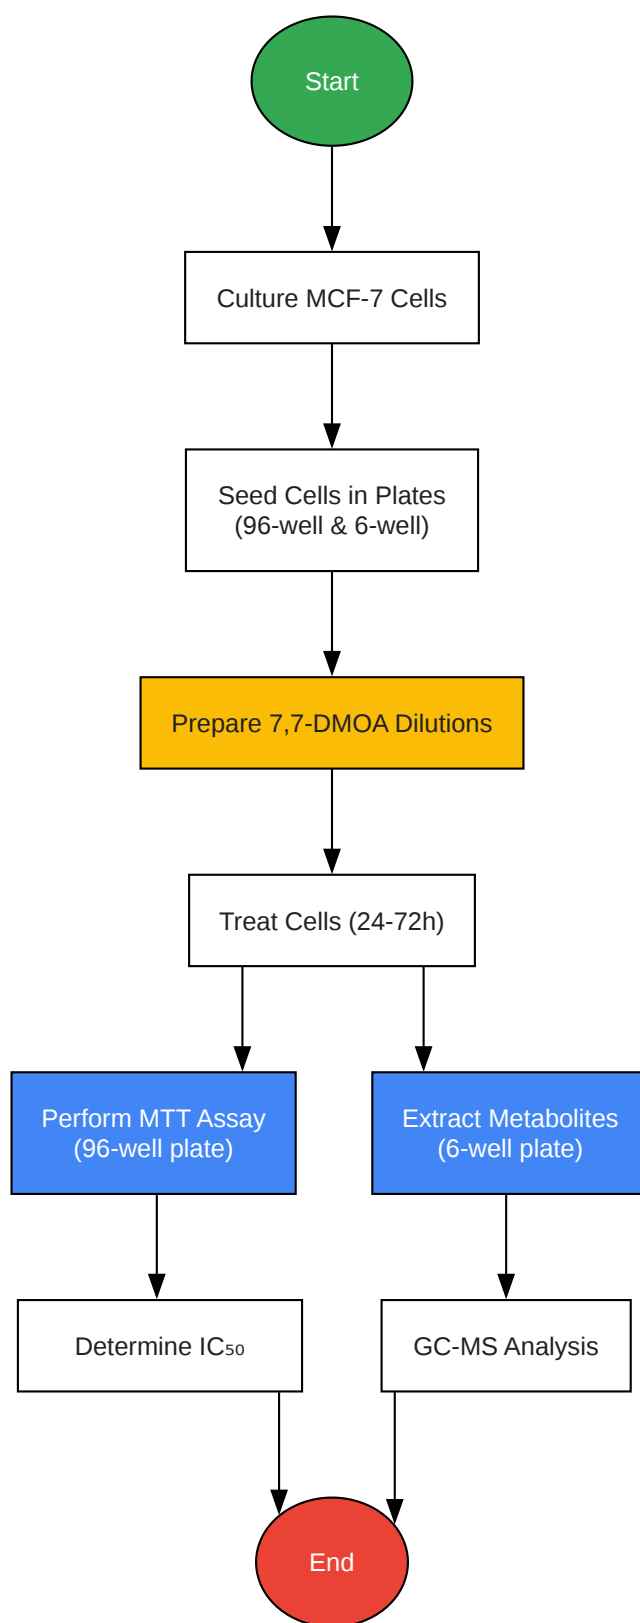 Start
Culture MCF-7 Cells
Seed Cells in Plates
(96-well & 6-well)
Prepare 7,7-DMOA Dilutions
Treat Cells (24-72h)
Perform MTT Assay
(96-well plate)
Extract Metabolites
(6-well plate)
Determine IC₅₀
GC-MS Analysis
End